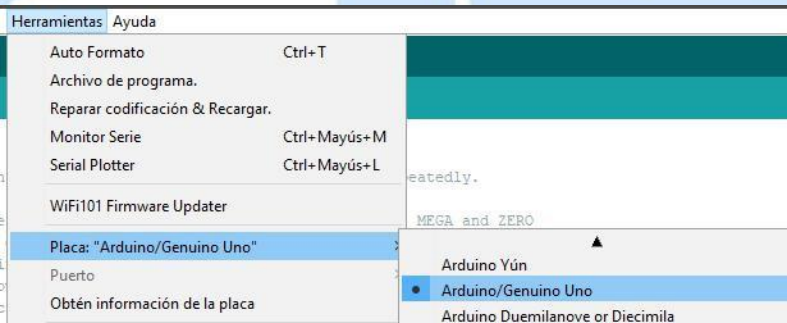 Herramientas Ayuda
Auto Formato Ctrl+T
Archivo de programa.
Reparar codificación & Recargar.
Monitor Serie Ctrl+Mayús+M
Serial Plotter Ctrl+Mayús+L
eatedly.
WiFi101 Firmware Updater
MEGA and ZERO
Placa: "Arduino/Genuino Uno"
Puerto
Obtén información de la placa
Arduino Yún
Arduino/Genuino Uno
Arduino Duemilanove or Diecimila